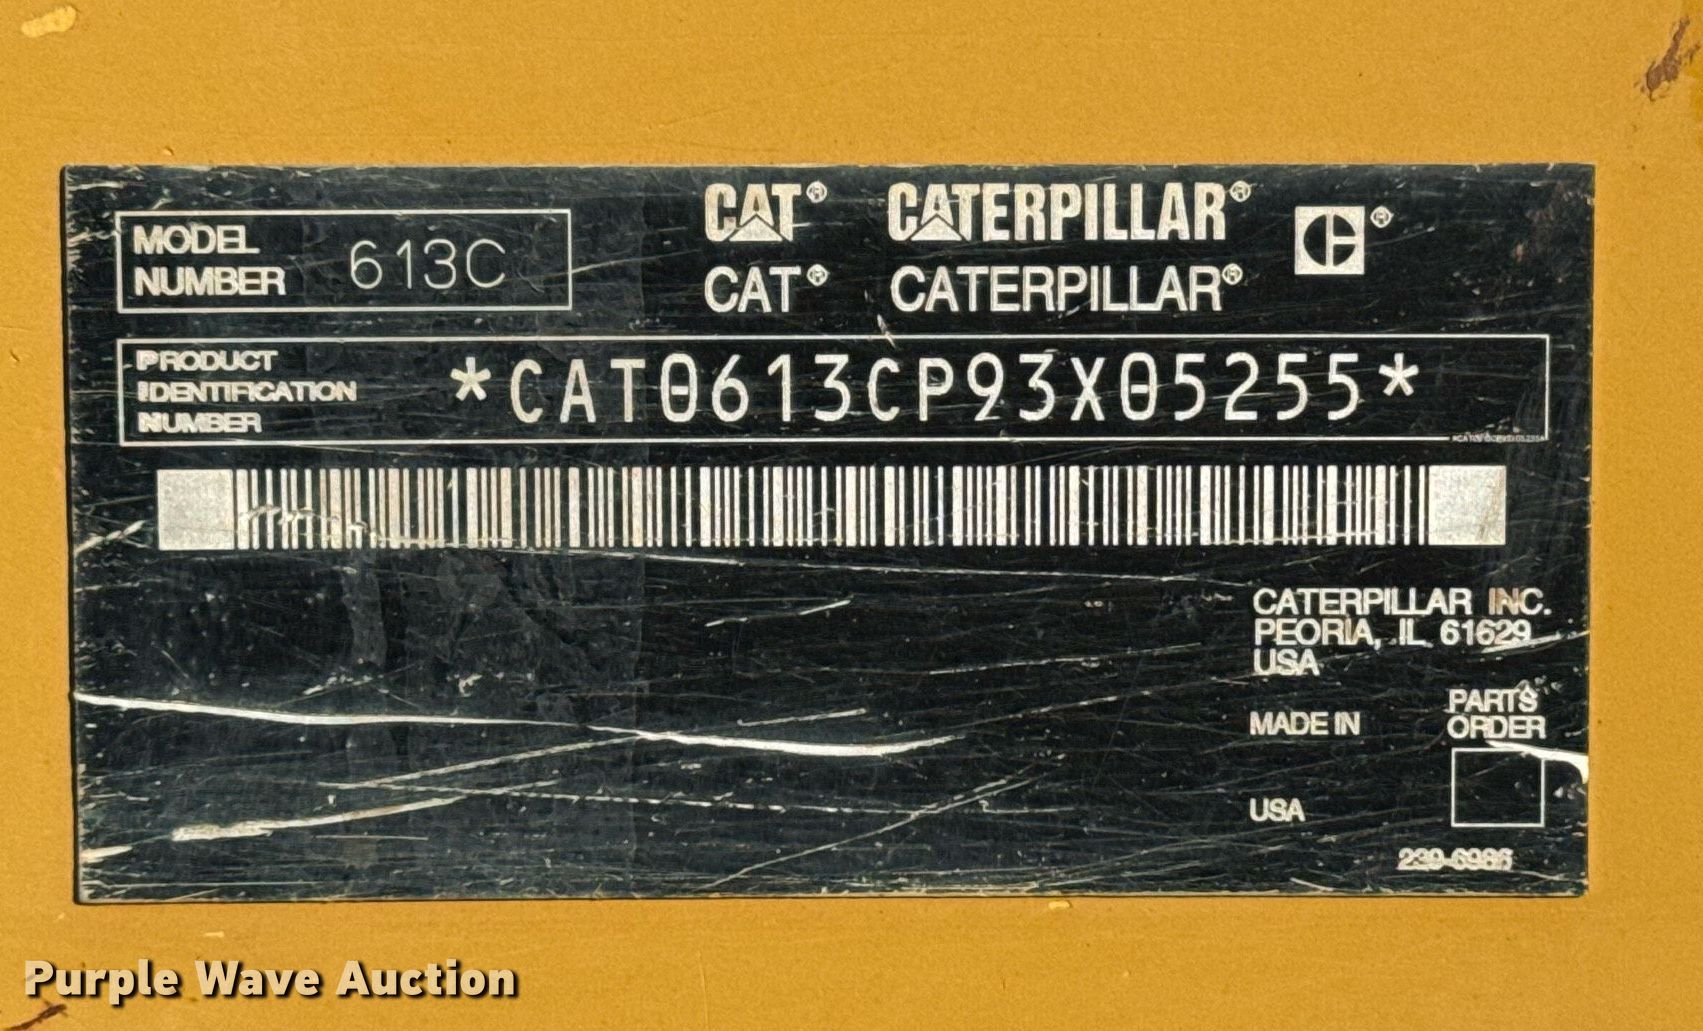 MODEL
NUMBER 613C
CAT® CATERPILLAR®
CAT® CATERPILLAR®
PRODUCT
IDENTIFICATION
NUMBER
*CAT0613CP93X05255*
CATERPILLAR INC.
PEORIA, IL 61629
USA
MADE IN
PARTS
ORDER
USA
239-6986
Purple Wave Auction